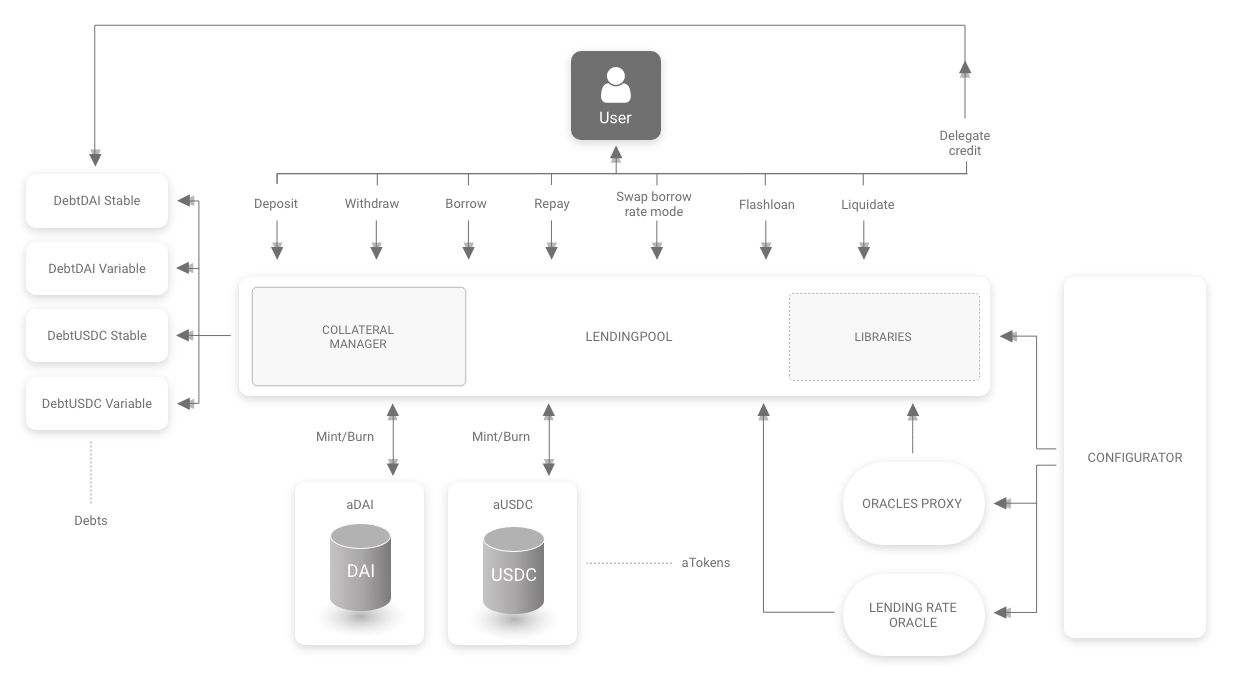 User
Delegate
credit
Deposit
Withdraw
Borrow
Repay
Swap borrow
rate mode
Flashloan
Liquidate
DebtDAI Stable
DebtDAI Variable
DebtUSDC Stable
DebtUSDC Variable
Debts
COLLATERAL
MANAGER
LENDINGPOOL
LIBRARIES
Mint/Burn
Mint/Burn
aDAI
DAI
aUSDC
USDC
aTokens
ORACLES PROXY
LENDING RATE
ORACLE
CONFIGURATOR